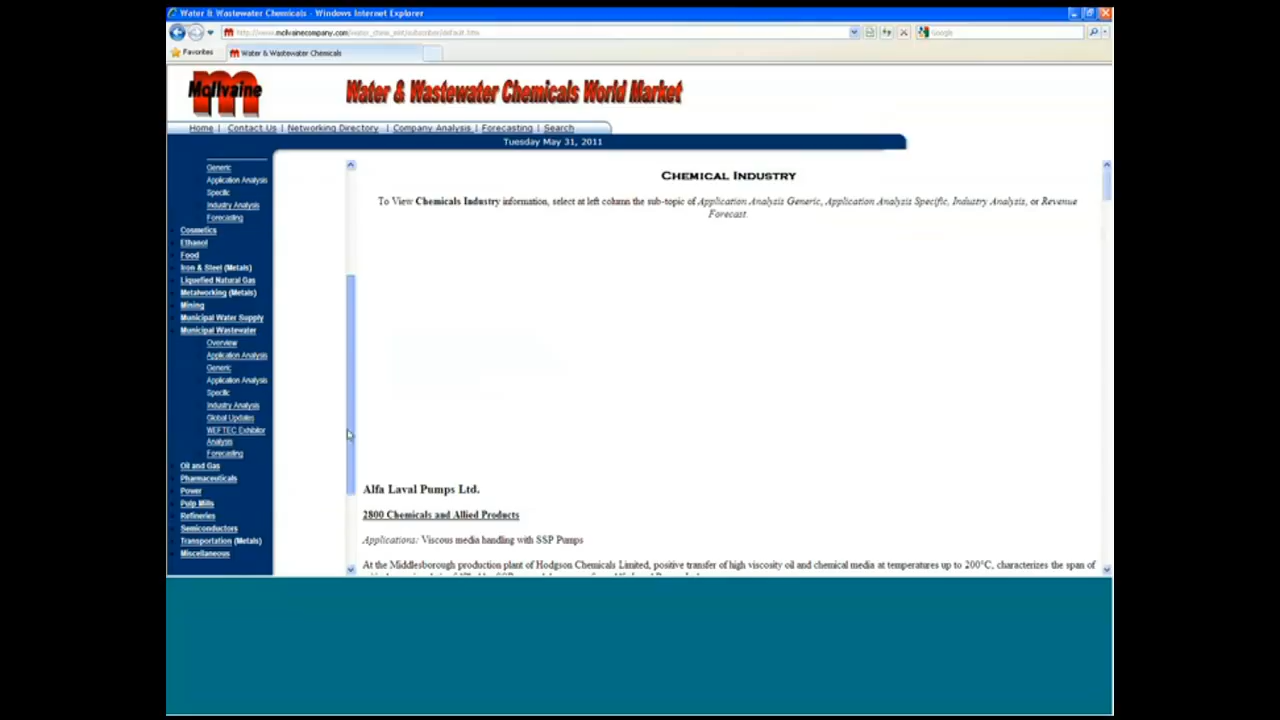 Water & Wastewater Chemicals - Windows Internet Explorer
Favorites
Water & Wastewater Chemicals
Google
McIlvaine
Water & Wastewater Chemicals World Market
Home | Contact Us | Networking Directory | Company Analysis | Forecasting | Search
Tuesday May 31, 2011
Generic
Application Analysis
Specific
Industry Analysis
Forecasting
Cosmetics
Ethanol
Food
Iron & Steel (Metals)
Liquefied Natural Gas
Metalworking (Metals)
Mining
Municipal Water Supply
Municipal Wastewater
Overview
Application Analysis
Generic
Application Analysis
Specific
Industry Analysis
Global Updates
WEFTEC Exhibitor
Analysis
Forecasting
Oil and Gas
Pharmaceuticals
Power
Pulp Mills
Refineries
Semiconductors
Transportation (Metals)
Miscellaneous
CHEMICAL INDUSTRY
To View Chemicals Industry information, select at left column the sub-topic of Application Analysis Generic, Application Analysis Specific, Industry Analysis, or Revenue
Forecast.
Alfa Laval Pumps Ltd.
2800 Chemicals and Allied Products
Applications: Viscous media handling with SSP Pumps
At the Middlesborough production plant of Hodgson Chemicals Limited, positive transfer of high viscosity oil and chemical media at temperatures up to 200°C, characterizes the span of